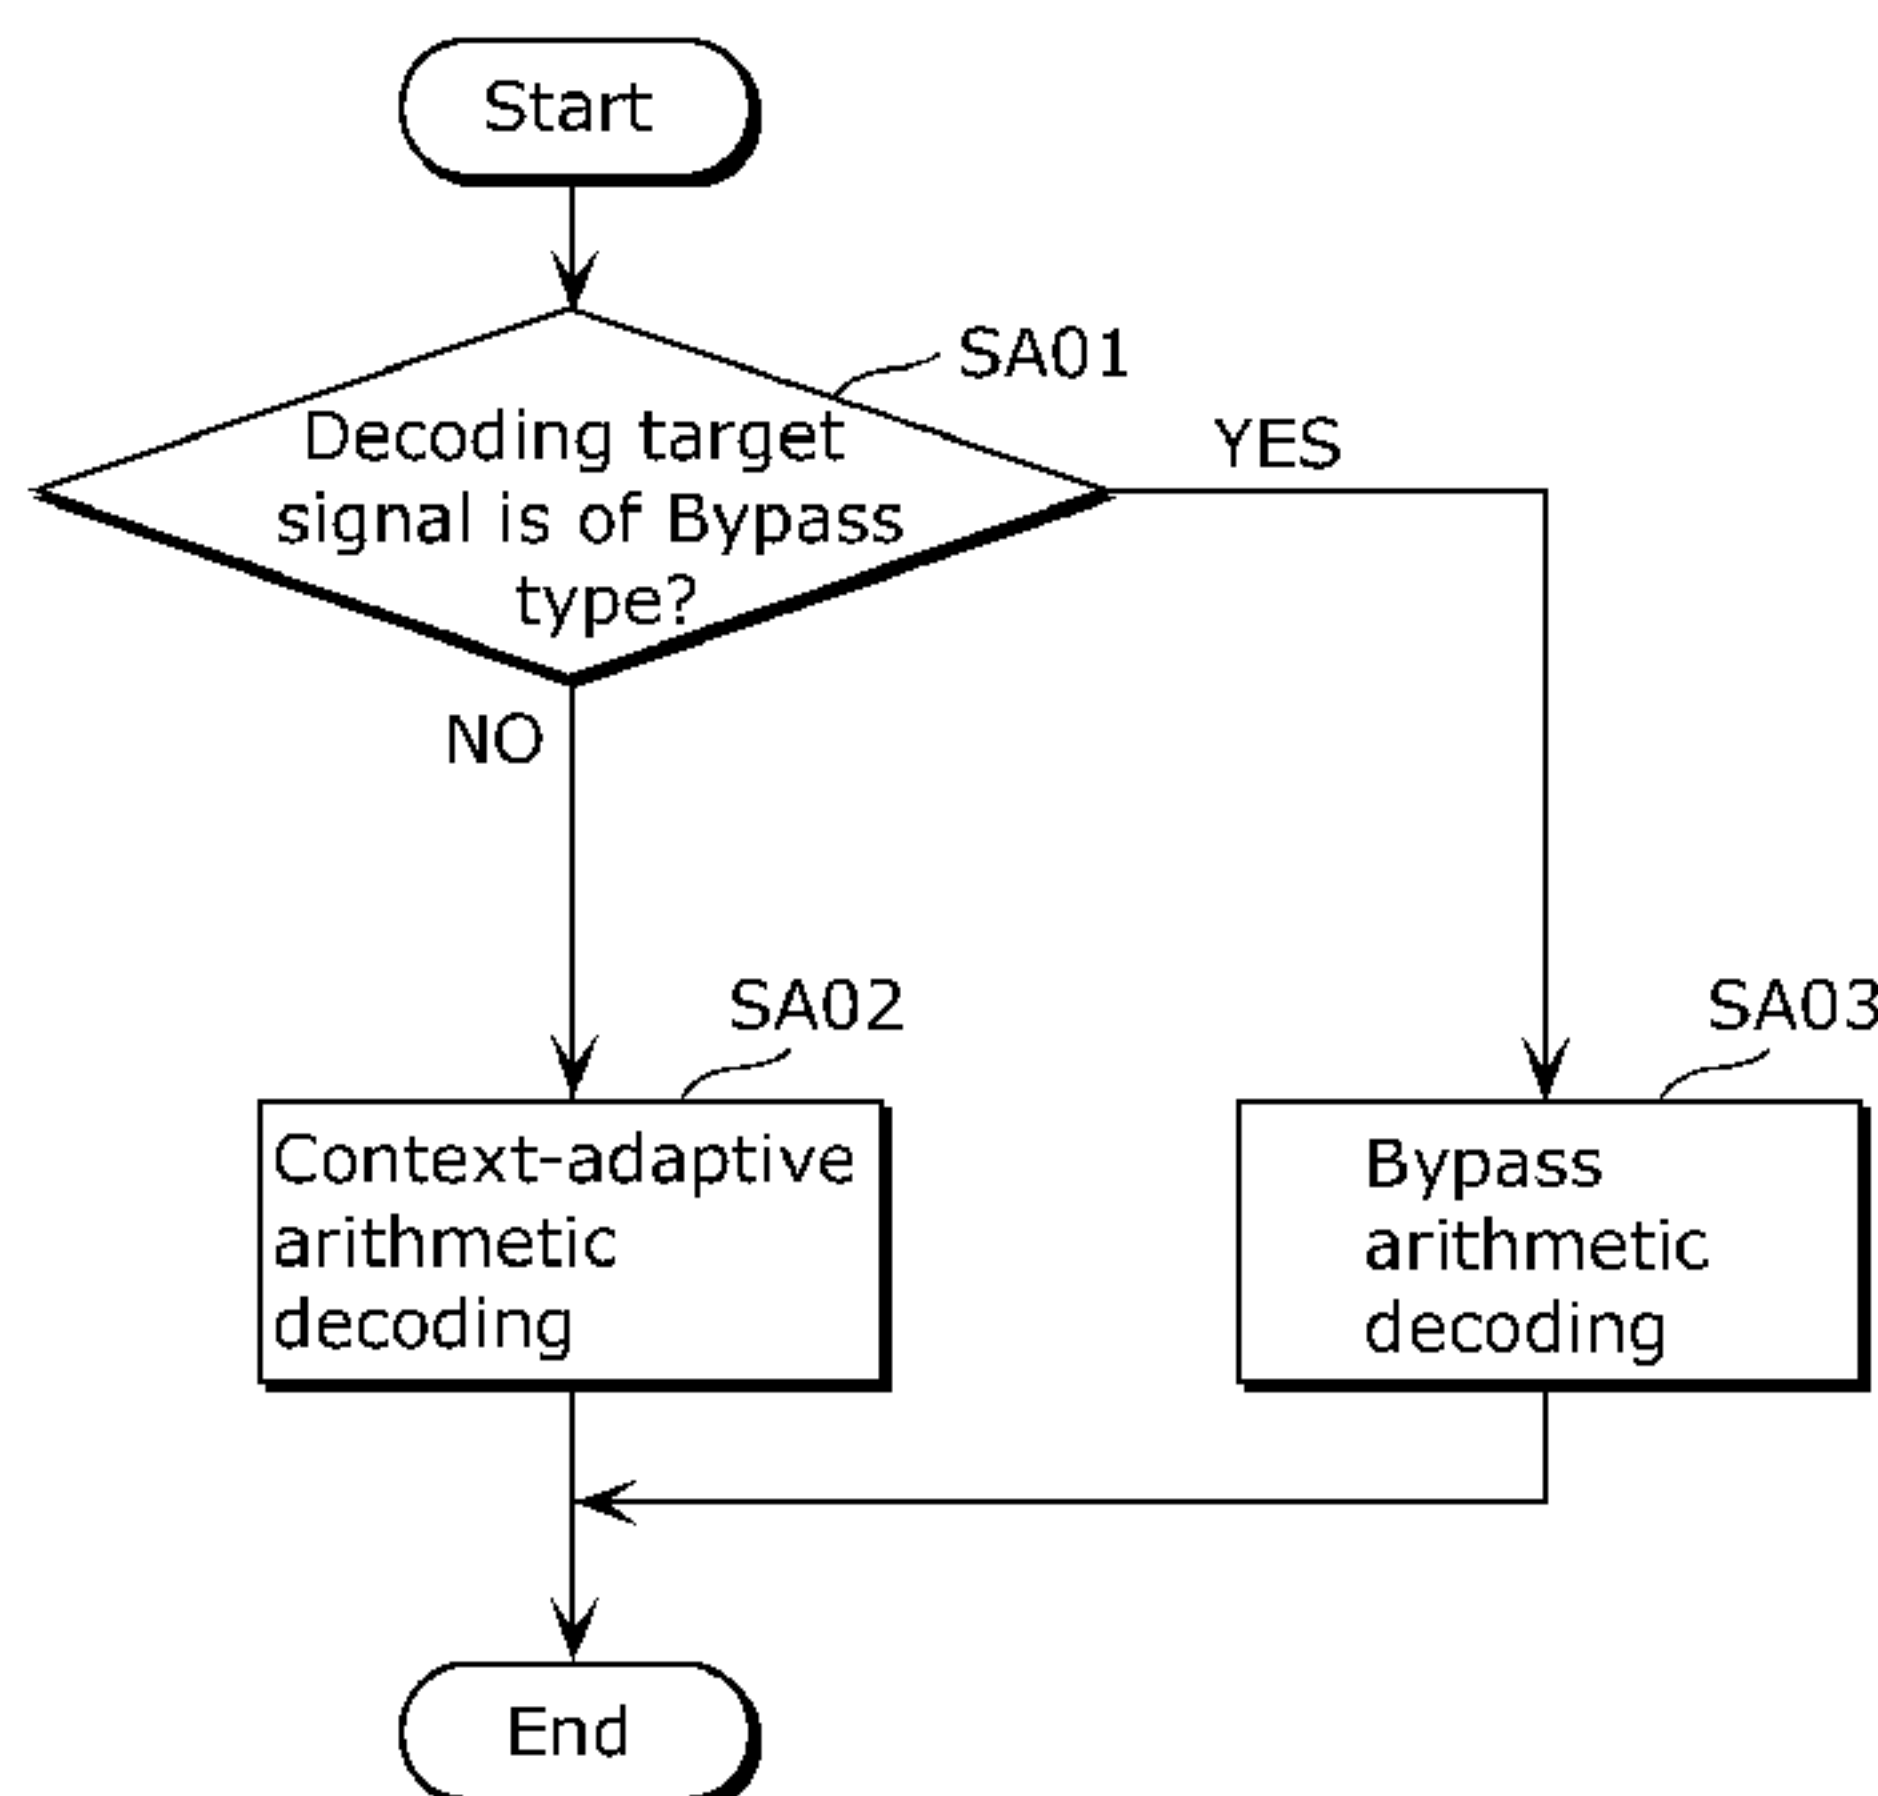 Start
SA01
Decoding target
signal is of Bypass
type?
YES
NO
SA02
SA03
Context-adaptive
arithmetic
decoding
Bypass
arithmetic
decoding
End